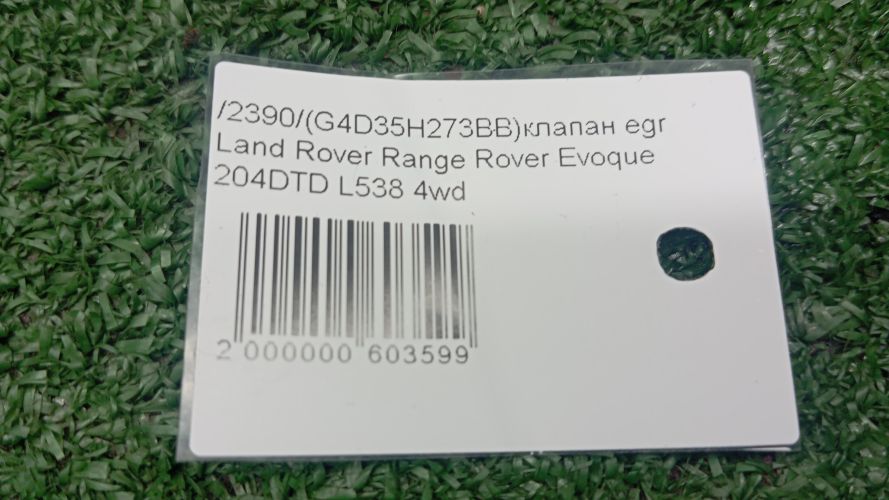 /2390/(G4D35H273BB)клапан egr
Land Rover Range Rover Evoque
204DTD L538 4wd
2 000000 603599